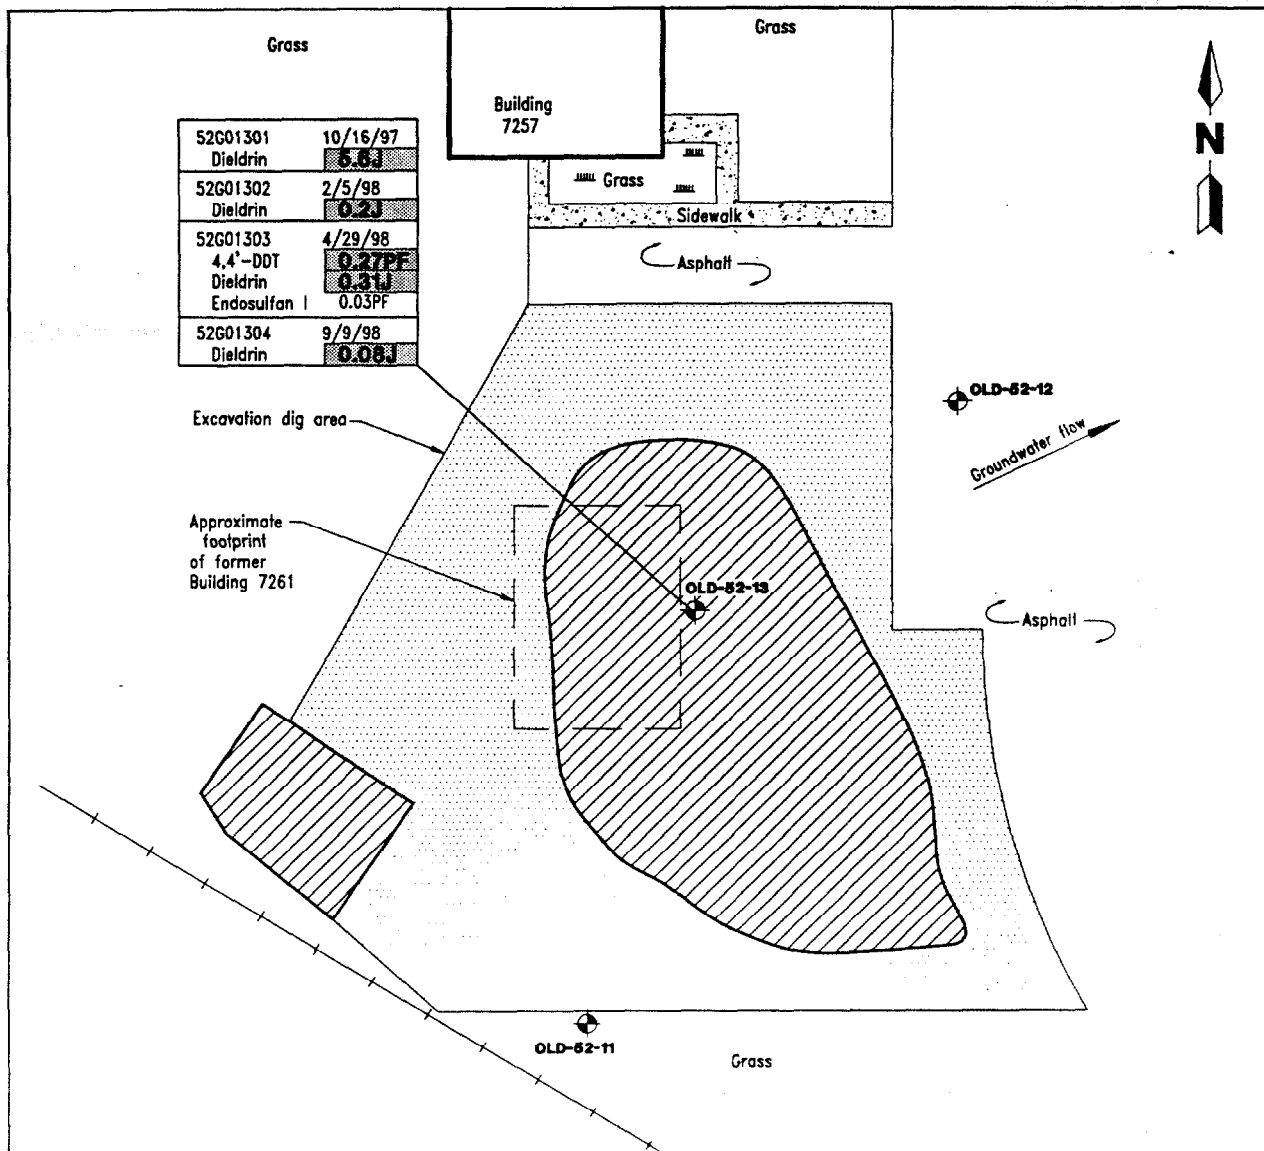 Grass
Grass
Building
7257
N
52G01301 10/16/97
Dieldrin 5.5J
52G01302 2/5/98
Dieldrin 0.2J
52G01303 4/29/98
4,4'-DDT 0.27PF
Dieldrin 0.31J
Endosulfan I 0.03PF
52G01304 9/9/98
Dieldrin 0.06J
Grass
Sidewalk
Asphalt
OLD-52-12
Groundwater flow
Excavation dig area
Approximate
footprint
of former
Building 7261
OLD-52-13
Asphalt
OLD-52-11
Grass